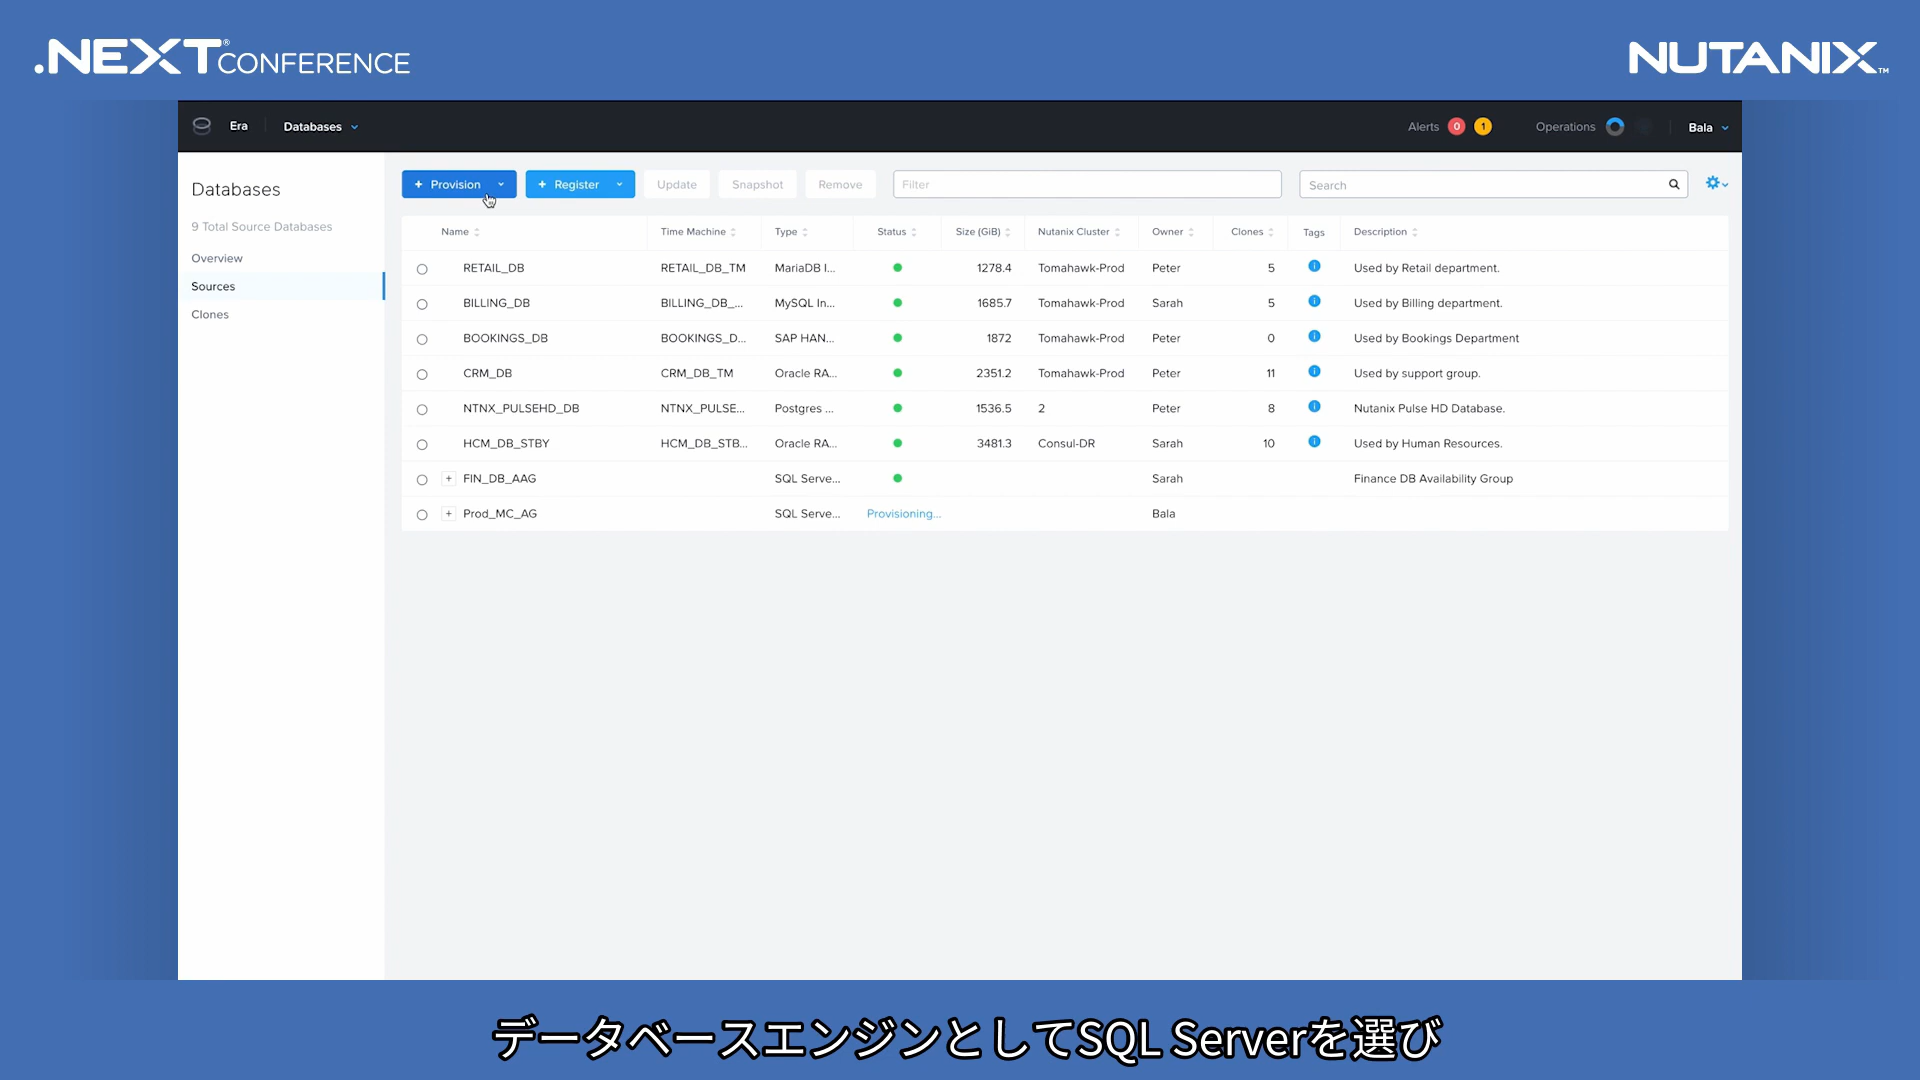 .NEXT® CONFERENCE
NUTANIX™
Era Databases Alerts 0 1 Operations Bala
Databases
9 Total Source Databases
Overview
Sources
Clones
+ Provision + Register Update Snapshot Remove Filter Search
Name Time Machine Type Status Size (GiB) Nutanix Cluster Owner Clones Tags Description
RETAIL_DB RETAIL_DB_TM MariaDB I... 1278.4 Tomahawk-Prod Peter 5 Used by Retail department.
BILLING_DB BILLING_DB_... MySQL In... 1685.7 Tomahawk-Prod Sarah 5 Used by Billing department.
BOOKINGS_DB BOOKINGS_D... SAP HAN... 1872 Tomahawk-Prod Peter 0 Used by Bookings Department
CRM_DB CRM_DB_TM Oracle RA... 2351.2 Tomahawk-Prod Peter 11 Used by support group.
NTNX_PULSEHD_DB NTNX_PULSE... Postgres ... 1536.5 2 Peter 8 Nutanix Pulse HD Database.
HCM_DB_STBY HCM_DB_STB... Oracle RA... 3481.3 Consul-DR Sarah 10 Used by Human Resources.
+ FIN_DB_AAG SQL Serve... Sarah Finance DB Availability Group
+ Prod_MC_AG SQL Serve... Provisioning... Bala
データベースエンジンとしてSQL Serverを選び